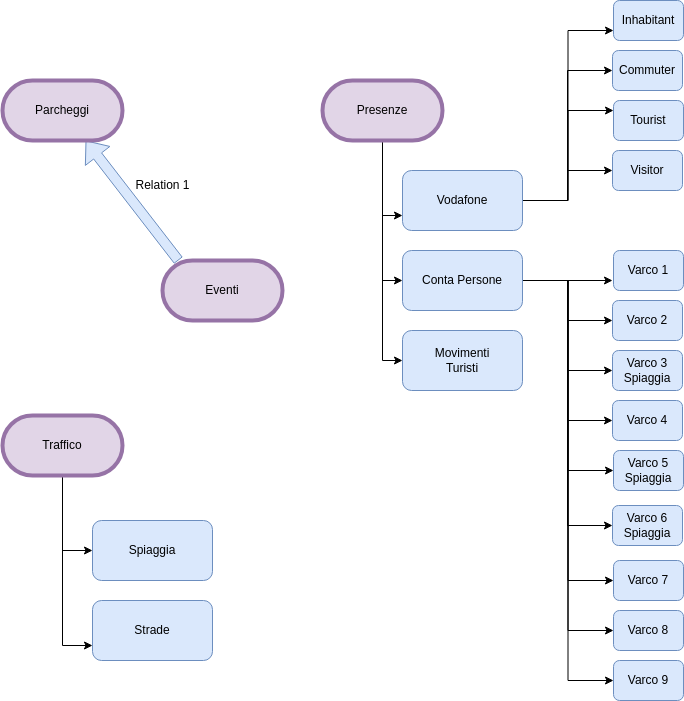 Parcheggi
Relation 1
Eventi
Presenze
Vodafone
Conta Persone
Movimenti
Turisti
Inhabitant
Commuter
Tourist
Visitor
Varco 1
Varco 2
Varco 3
Spiaggia
Varco 4
Varco 5
Spiaggia
Varco 6
Spiaggia
Varco 7
Varco 8
Varco 9
Traffico
Spiaggia
Strade